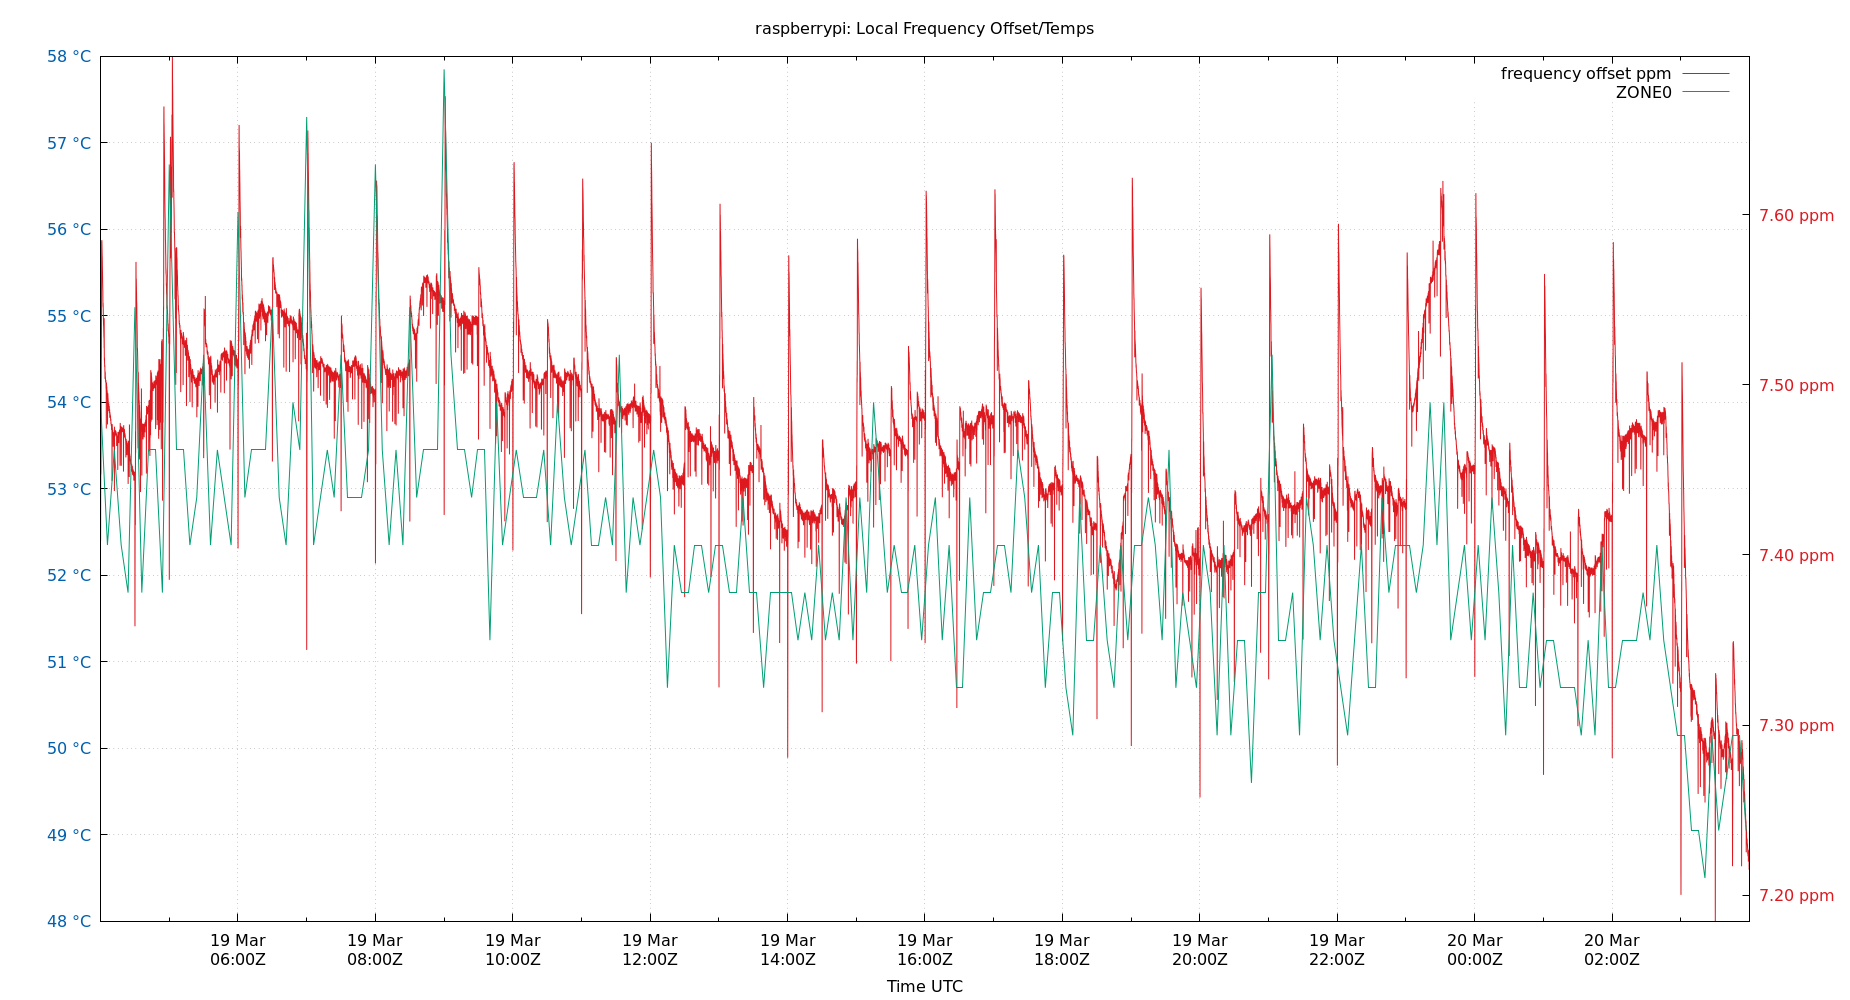 raspberrypi: Local Frequency Offset/Temps
frequency offset ppm
ZONE0
58 °C
57 °C
56 °C
55 °C
54 °C
53 °C
52 °C
51 °C
50 °C
49 °C
48 °C
7.60 ppm
7.50 ppm
7.40 ppm
7.30 ppm
7.20 ppm
19 Mar 19 Mar 19 Mar 19 Mar 19 Mar 19 Mar 19 Mar 19 Mar 19 Mar 20 Mar 20 Mar
06:00Z 08:00Z 10:00Z 12:00Z 14:00Z 16:00Z 18:00Z 20:00Z 22:00Z 00:00Z 02:00Z
Time UTC